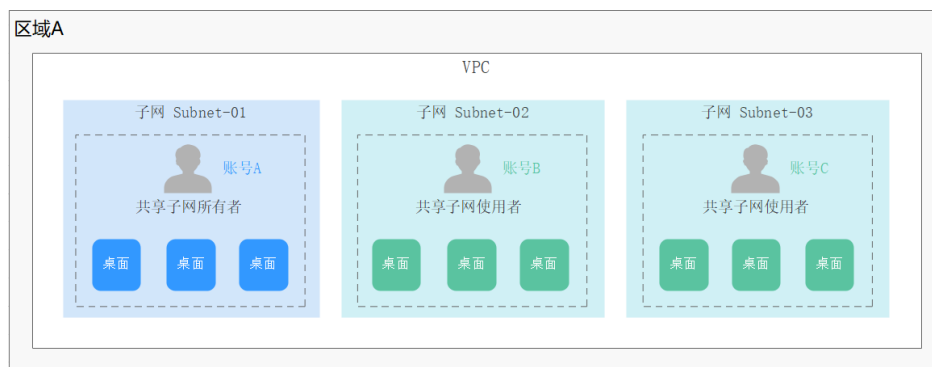 区域A
VPC
子网 Subnet-01
账号A
共享子网所有者
桌面 桌面 桌面
子网 Subnet-02
账号B
共享子网使用者
桌面 桌面 桌面
子网 Subnet-03
账号C
共享子网使用者
桌面 桌面 桌面